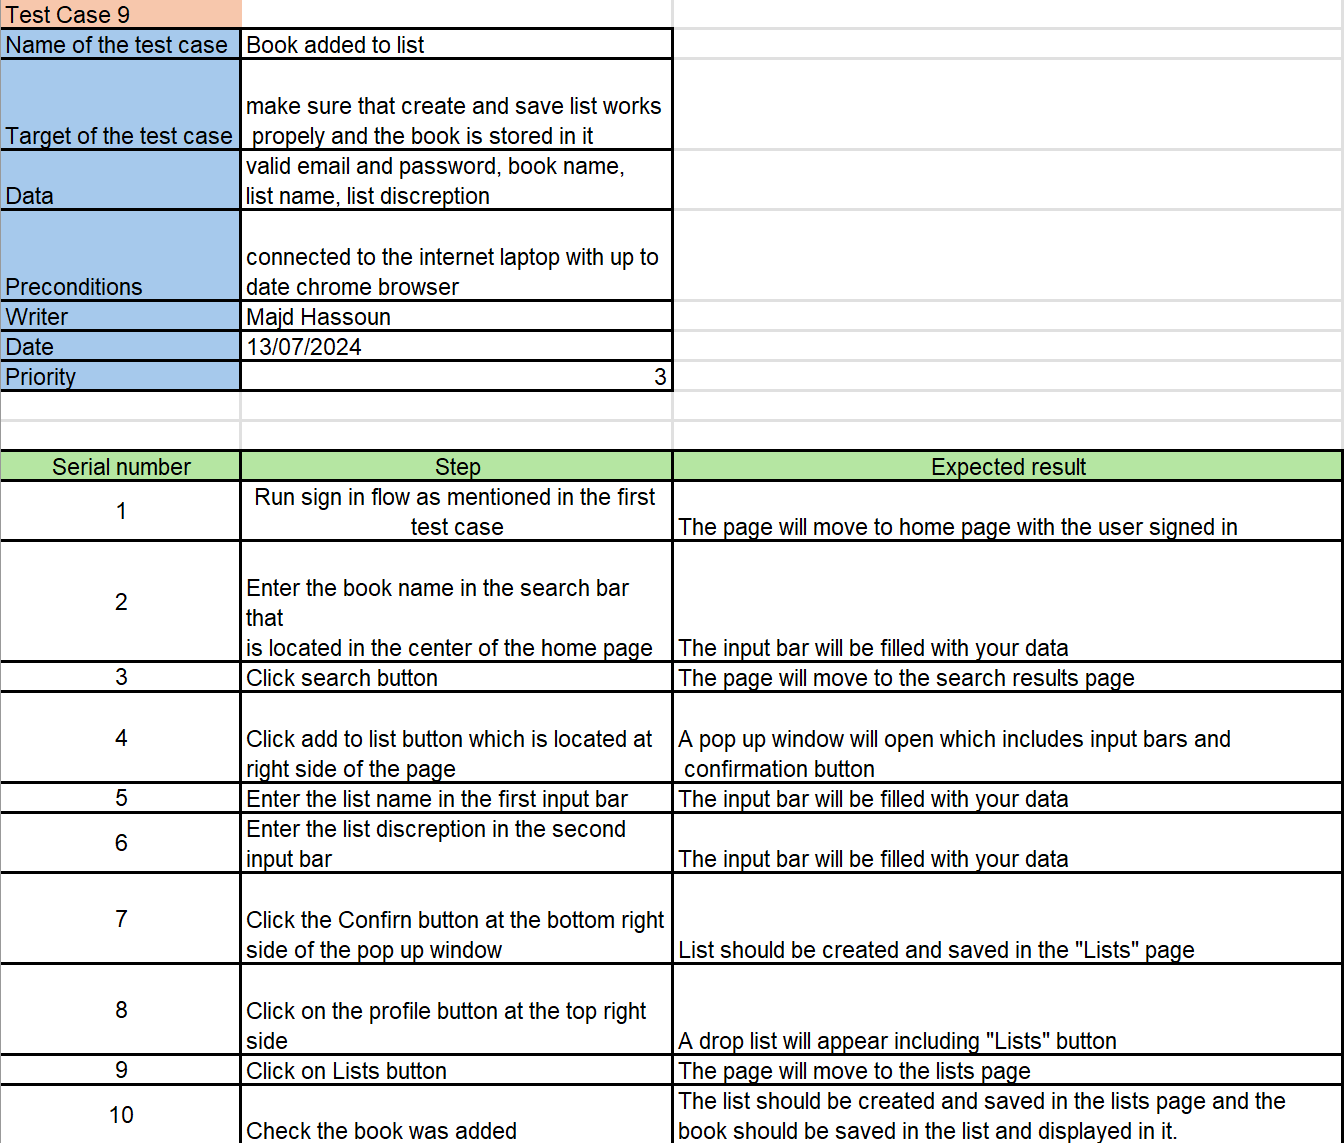 Test Case 9
Name of the test case Book added to list
make sure that create and save list works
Target of the test case propely and the book is stored in it
valid email and password, book name,
Data list name, list discreption
connected to the internet laptop with up to
Preconditions date chrome browser
Writer Majd Hassoun
Date 13/07/2024
Priority 3
Serial number Step Expected result
1 Run sign in flow as mentioned in the first
test case The page will move to home page with the user signed in
2 Enter the book name in the search bar
that
is located in the center of the home page The input bar will be filled with your data
3 Click search button The page will move to the search results page
4 Click add to list button which is located at A pop up window will open which includes input bars and
right side of the page confirmation button
5 Enter the list name in the first input bar The input bar will be filled with your data
6 Enter the list discreption in the second
input bar The input bar will be filled with your data
7 Click the Confirn button at the bottom right
side of the pop up window List should be created and saved in the "Lists" page
8 Click on the profile button at the top right
side A drop list will appear including "Lists" button
9 Click on Lists button The page will move to the lists page
10 The list should be created and saved in the lists page and the
Check the book was added book should be saved in the list and displayed in it.